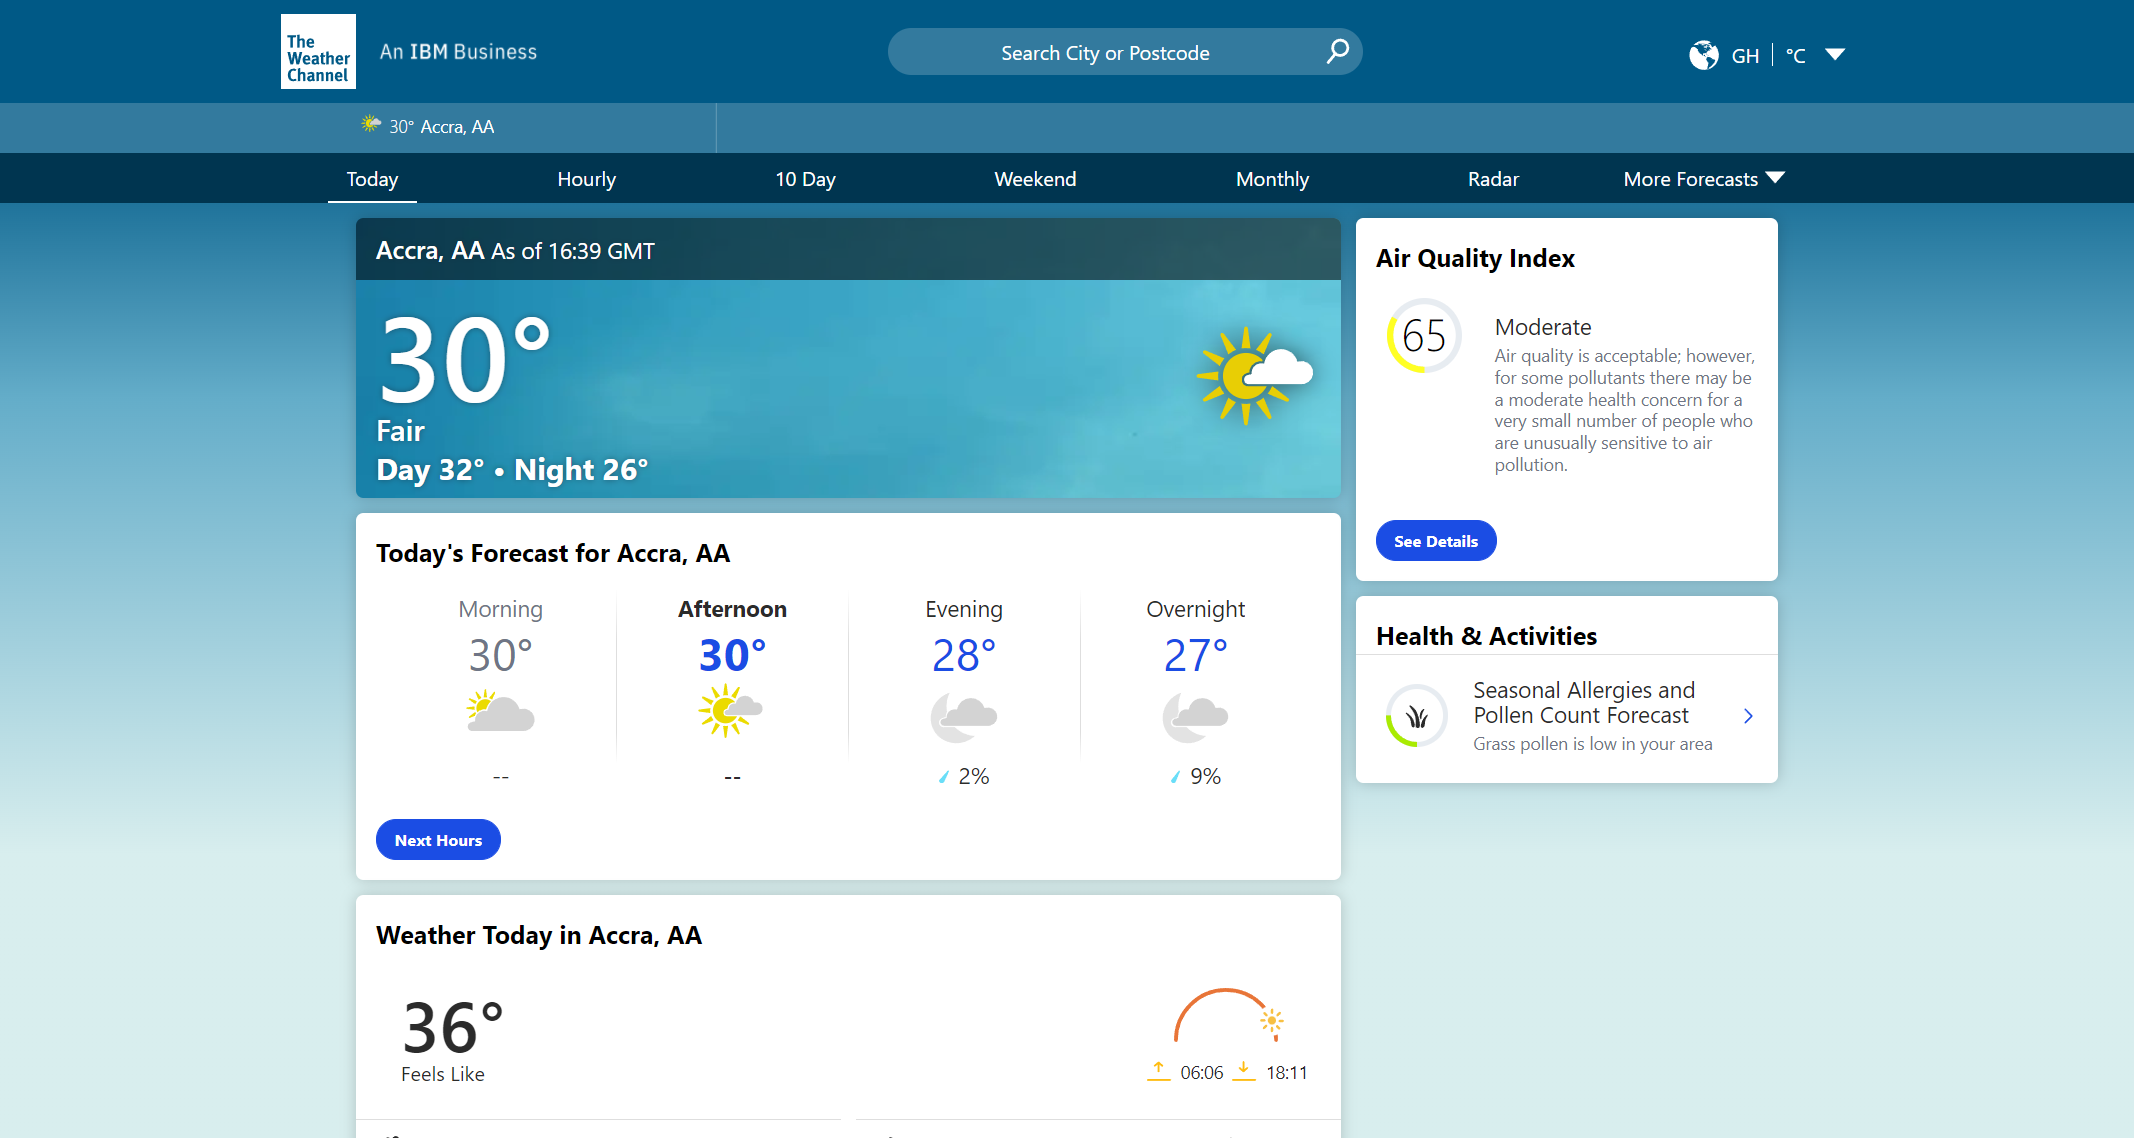 The
Weather
Channel
An IBM Business
Search City or Postcode
GH | °C
30° Accra, AA
Today Hourly 10 Day Weekend Monthly Radar More Forecasts
Accra, AA As of 16:39 GMT
30°
Fair
Day 32° • Night 26°
Today's Forecast for Accra, AA
Morning Afternoon Evening Overnight
30° 30° 28° 27°
-- -- 2% 9%
Next Hours
Weather Today in Accra, AA
36°
Feels Like
06:06 18:11
Air Quality Index
65
Moderate
Air quality is acceptable; however,
for some pollutants there may be
a moderate health concern for a
very small number of people who
are unusually sensitive to air
pollution.
See Details
Health & Activities
Seasonal Allergies and
Pollen Count Forecast
Grass pollen is low in your area